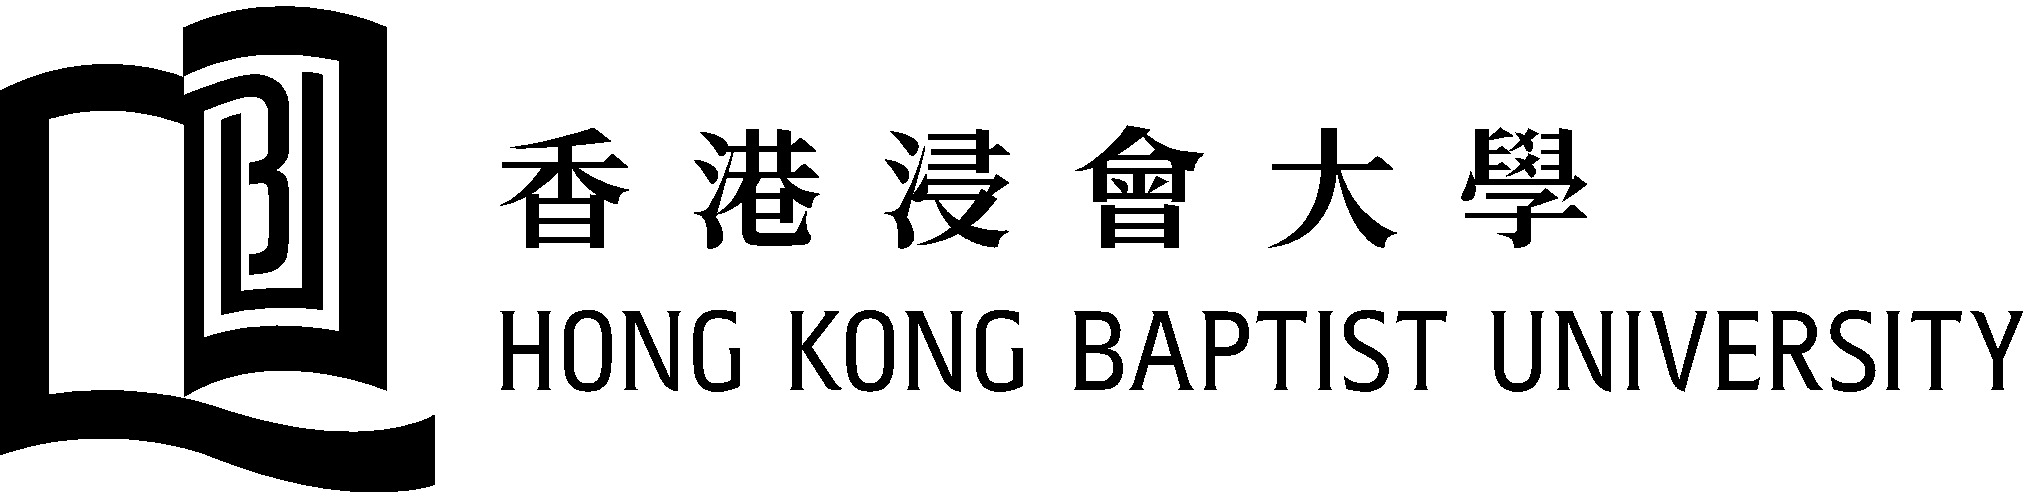 香港浸會大學
HONG KONG BAPTIST UNIVERSITY